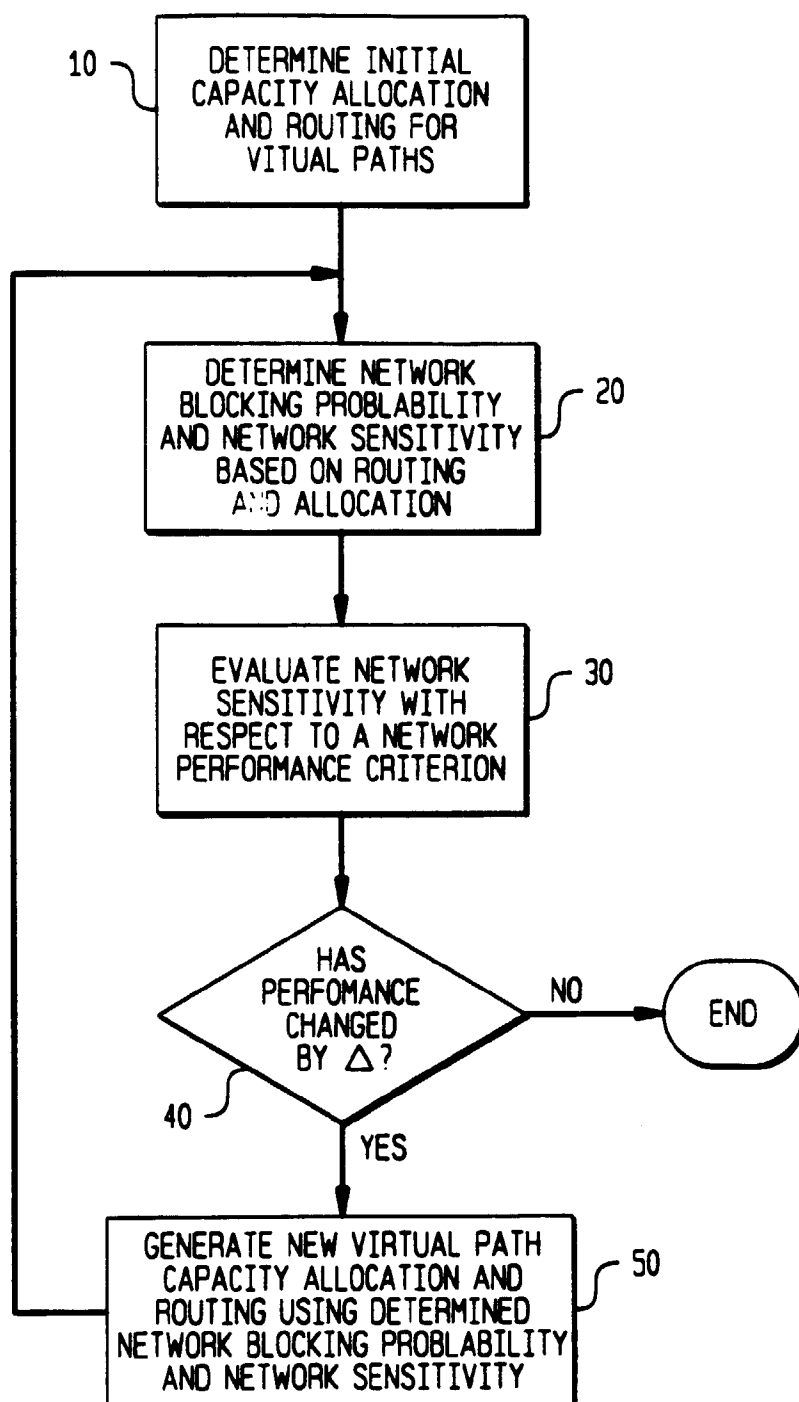 10
DETERMINE INITIAL
CAPACITY ALLOCATION
AND ROUTING FOR
VITUAL PATHS
DETERMINE NETWORK
BLOCKING PROBLABILITY
AND NETWORK SENSITIVITY
BASED ON ROUTING
AND ALLOCATION
20
EVALUATE NETWORK
SENSITIVITY WITH
RESPECT TO A NETWORK
PERFORMANCE CRITERION
30
HAS
PERFOMANCE
CHANGED
BY Δ?
40
NO
END
YES
GENERATE NEW VIRTUAL PATH
CAPACITY ALLOCATION AND
ROUTING USING DETERMINED
NETWORK BLOCKING PROBLABILITY
AND NETWORK SENSITIVITY
50